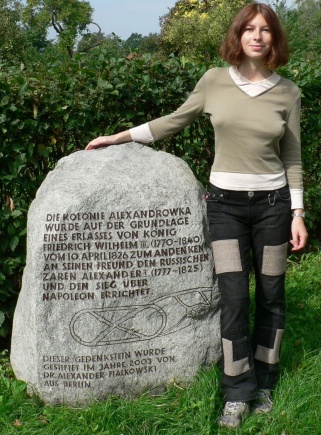 DIE KOLONIE ALEXANDROWKA
WURDE AUF DER GRUNDLAGE
EINES ERLASSES VON KÖNIG
FRIEDRICH WILHELM III. (1770-1840)
VOM 10. APRIL 1826 ZUM ANDENKEN
AN SEINEN FREUND DEN RUSSISCHEN
ZAREN ALEXANDER I. (1777-1825)
UND DEN SIEG ÜBER
NAPOLEON ERRICHTET.
DIESER GEDENKSTEIN WURDE
GESTIFTET IM JAHRE 2003 VON
DR. ALEXANDER FIALKOWSKI
AUS BERLIN